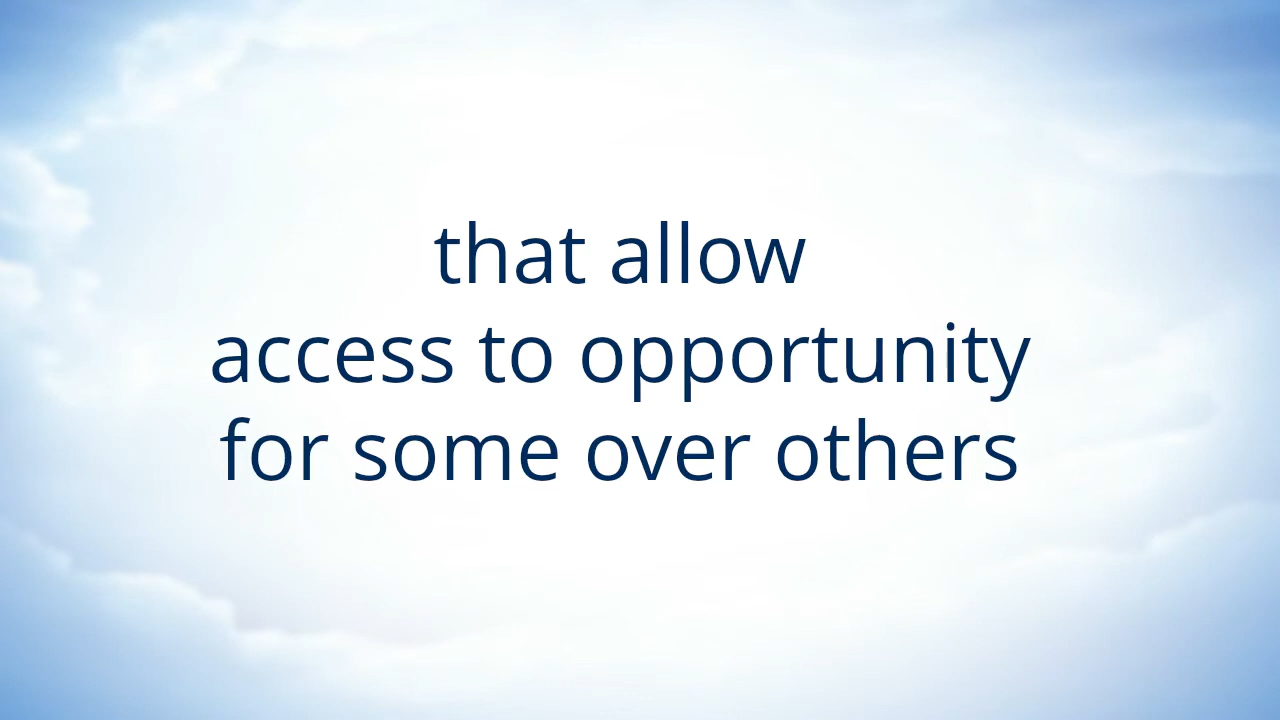 that allow
access to opportunity
for some over others